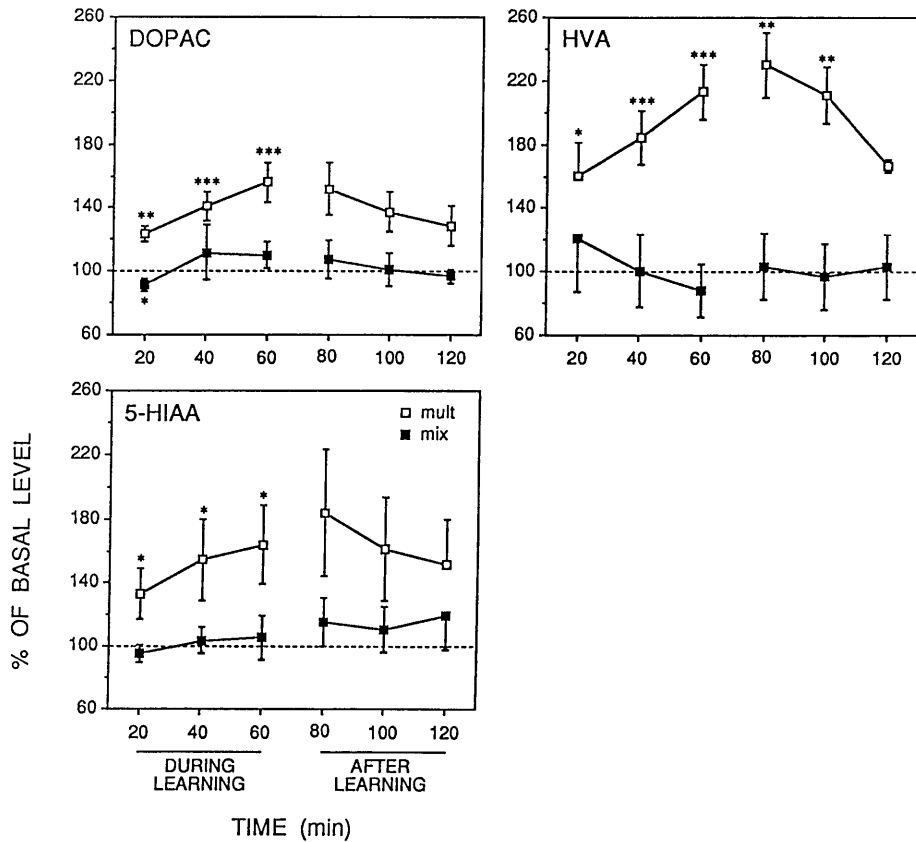 DOPAC
260
220
180
140
100
60
** *** ***
*
20 40 60 80 100 120
HVA
260
220
180
140
100
60
* *** *** ** **
20 40 60 80 100 120
5-HIAA
mult
mix
260
220
180
140
100
60
* * *
20 40 60 80 100 120
% OF BASAL LEVEL
DURING
LEARNING
AFTER
LEARNING
TIME (min)